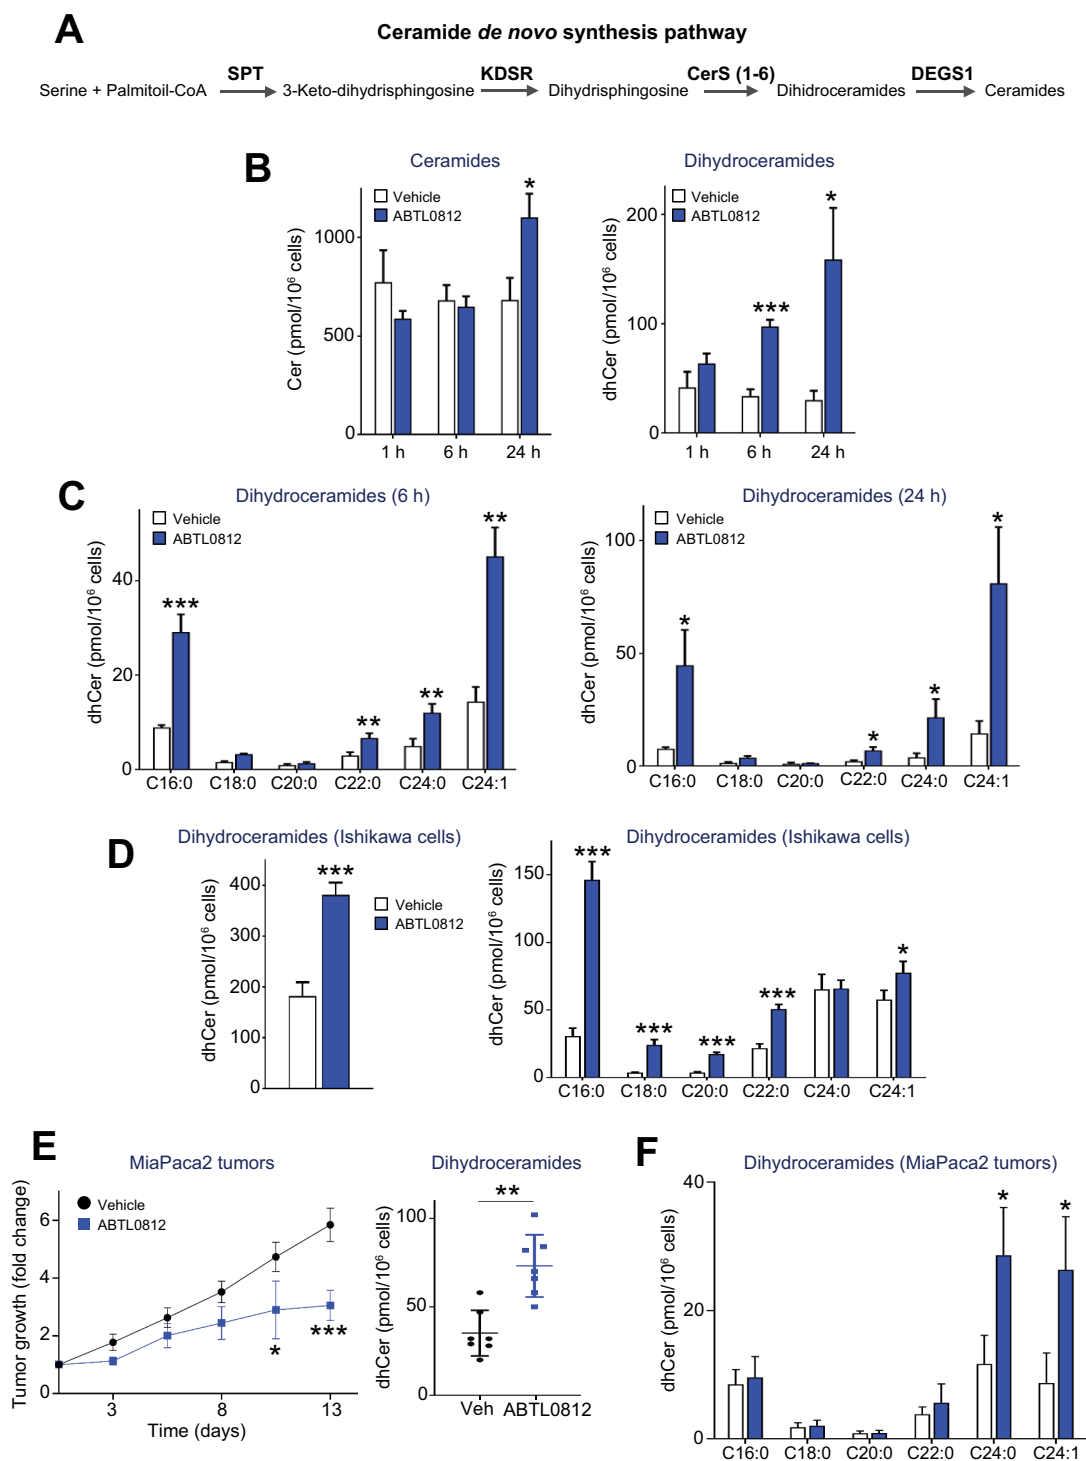 A
Ceramide de novo synthesis pathway
SPT KDSR CerS (1-6) DEGS1
Serine + Palmitoil-CoA 3-Keto-dihydrisphingosine Dihydrisphingosine Dihidroceramides Ceramides
B
Ceramides
Vehicle
ABTL0812
*
Cer (pmol/10⁶ cells)
1000
500
0
1 h 6 h 24 h
Dihydroceramides
Vehicle
ABTL0812
*
***
dhCer (pmol/10⁶ cells)
200
100
0
1 h 6 h 24 h
C
Dihydroceramides (6 h)
Vehicle
ABTL0812
*** ** ** **
dhCer (pmol/10⁶ cells)
40
20
0
C16:0 C18:0 C20:0 C22:0 C24:0 C24:1
Dihydroceramides (24 h)
Vehicle
ABTL0812
* * * *
dhCer (pmol/10⁶ cells)
100
50
0
C16:0 C18:0 C20:0 C22:0 C24:0 C24:1
D
Dihydroceramides (Ishikawa cells)
***
Vehicle
ABTL0812
dhCer (pmol/10⁶ cells)
400
300
200
100
0
Dihydroceramides (Ishikawa cells)
*** *** *** *** *
dhCer (pmol/10⁶ cells)
150
100
50
0
C16:0 C18:0 C20:0 C22:0 C24:0 C24:1
E
MiaPaca2 tumors
Vehicle
ABTL0812
Tumor growth (fold change)
6
4
2
0
* ***
3 8 13
Time (days)
Dihydroceramides
**
dhCer (pmol/10⁶ cells)
100
50
0
Veh ABTL0812
F
Dihydroceramides (MiaPaca2 tumors)
* *
dhCer (pmol/10⁶ cells)
40
20
0
C16:0 C18:0 C20:0 C22:0 C24:0 C24:1